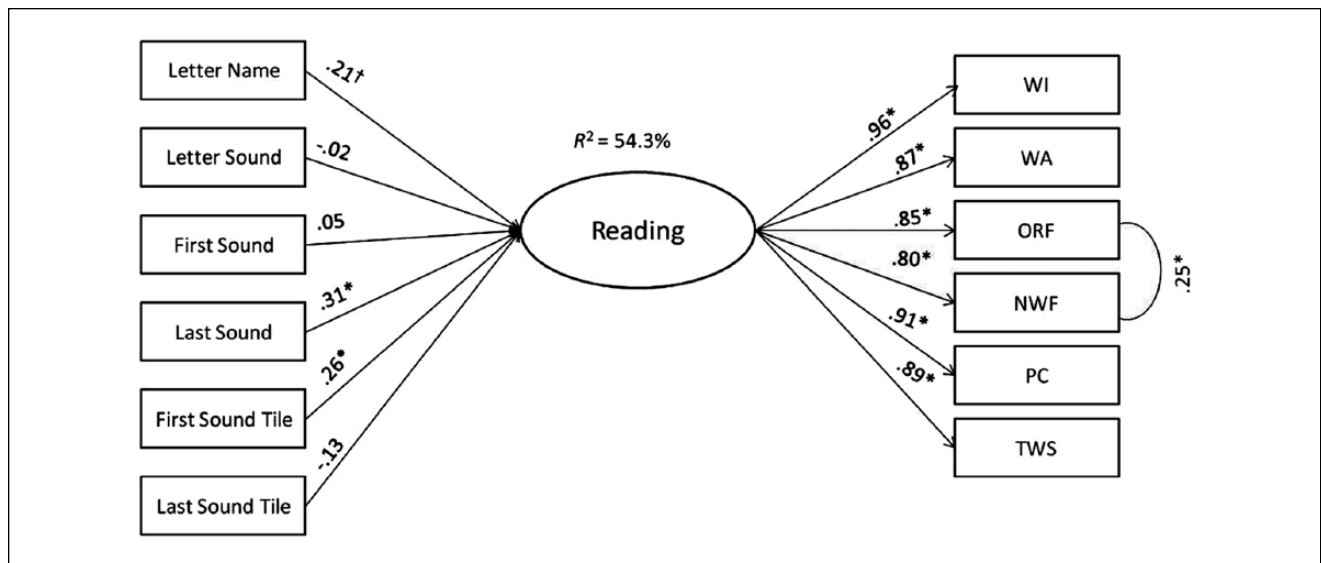 Letter Name
Letter Sound
First Sound
Last Sound
First Sound Tile
Last Sound Tile
.21†
-.02
.05
.31*
.26*
-.13
R² = 54.3%
Reading
.96*
.87*
.85*
.80*
.91*
.89*
WI
WA
ORF
NWF
PC
TWS
.25*